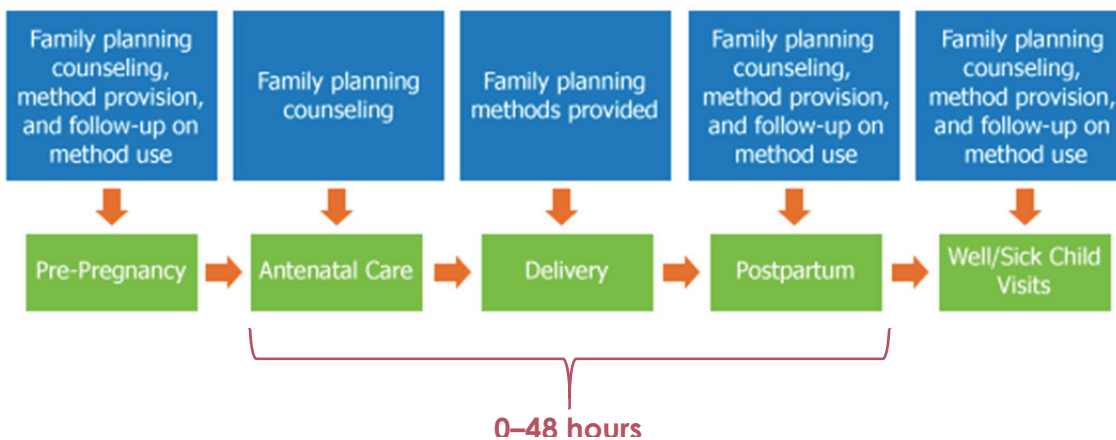 Family planning
counseling,
method provision,
and follow-up on
method use
Family planning
counseling
Family planning
methods provided
Family planning
counseling,
method provision,
and follow-up on
method use
Family planning
counseling,
method provision,
and follow-up on
method use
Pre-Pregnancy
Antenatal Care
Delivery
Postpartum
Well/Sick Child
Visits
0–48 hours